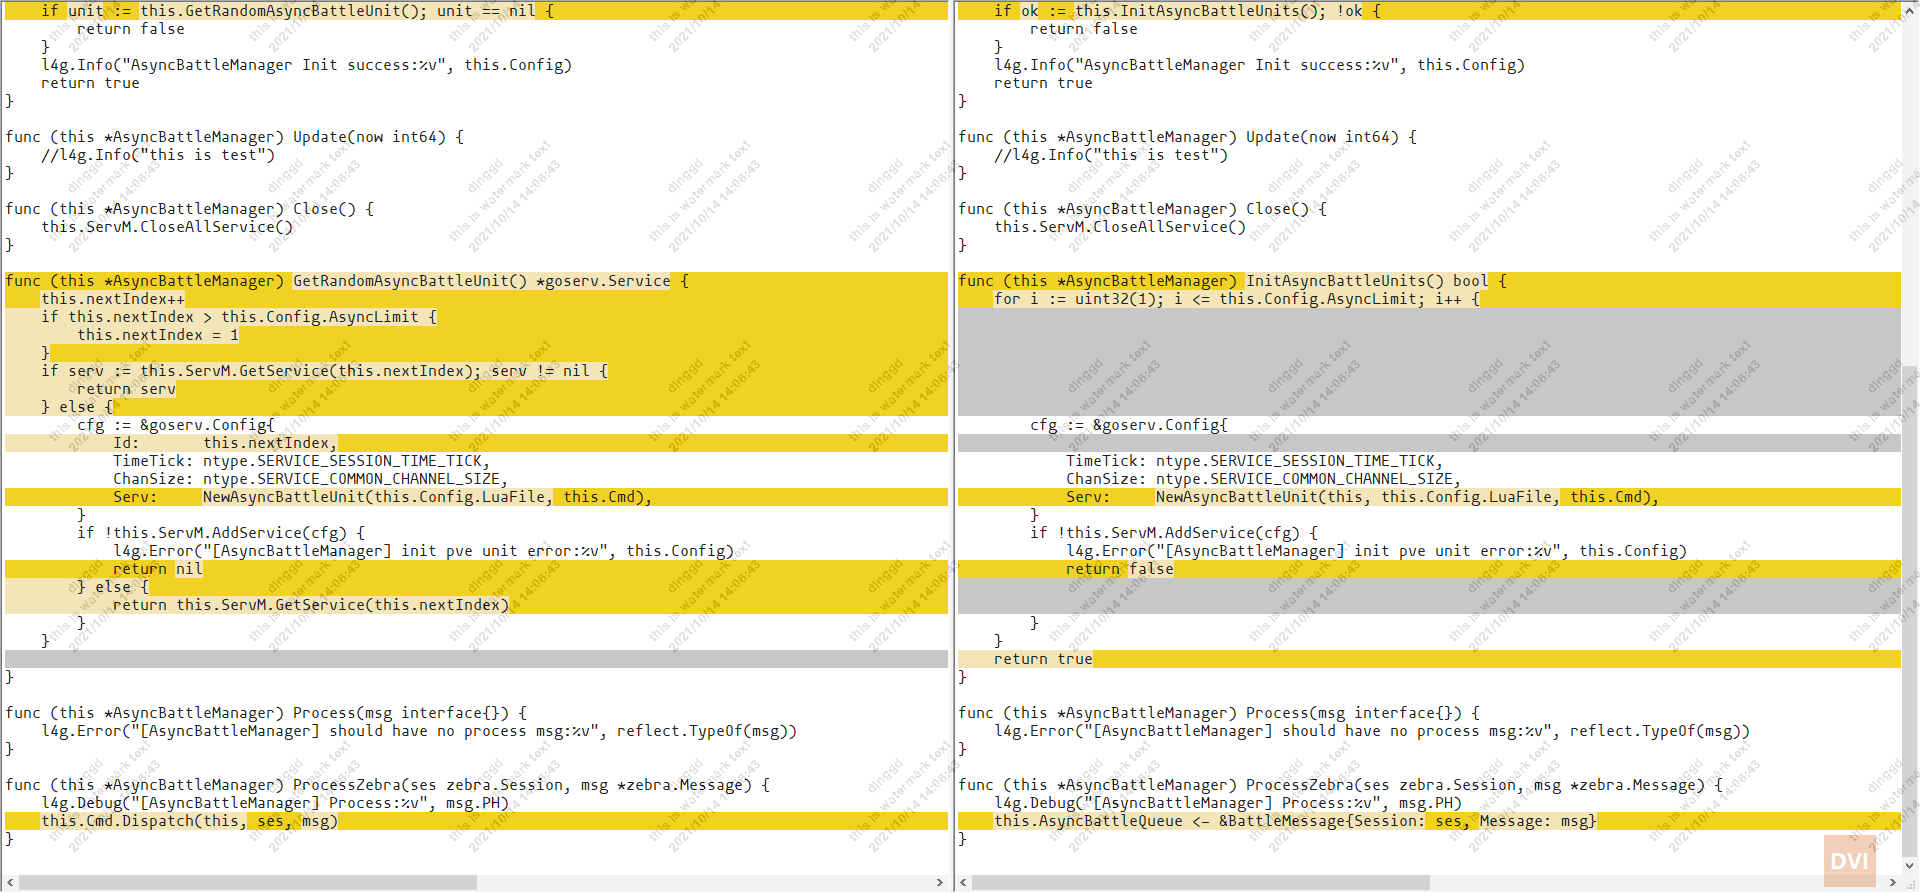 if unit := this.GetRandomAsyncBattleUnit(); unit == nil {
return false
}
l4g.Info("AsyncBattleManager Init success:%v", this.Config)
return true
}
func (this *AsyncBattleManager) Update(now int64) {
//l4g.Info("this is test")
}
func (this *AsyncBattleManager) Close() {
this.ServM.CloseAllService()
}
func (this *AsyncBattleManager) GetRandomAsyncBattleUnit() *goserv.Service {
this.nextIndex++
if this.nextIndex > this.Config.AsyncLimit {
this.nextIndex = 1
}
if serv := this.ServM.GetService(this.nextIndex); serv != nil {
return serv
} else {
cfg := &goserv.Config{
Id: this.nextIndex,
TimeTick: ntype.SERVICE_SESSION_TIME_TICK,
ChanSize: ntype.SERVICE_COMMON_CHANNEL_SIZE,
Serv: NewAsyncBattleUnit(this.Config.LuaFile, this.Cmd),
}
if !this.ServM.AddService(cfg) {
l4g.Error("[AsyncBattleManager] init pve unit error:%v", this.Config)
return nil
} else {
return this.ServM.GetService(this.nextIndex)
}
}
}
func (this *AsyncBattleManager) Process(msg interface{}) {
l4g.Error("[AsyncBattleManager] should have no process msg:%v", reflect.TypeOf(msg))
}
func (this *AsyncBattleManager) ProcessZebra(ses zebra.Session, msg *zebra.Message) {
l4g.Debug("[AsyncBattleManager] Process:%v", msg.PH)
this.Cmd.Dispatch(this, ses, msg)
}
if ok := this.InitAsyncBattleUnits(); !ok {
return false
}
l4g.Info("AsyncBattleManager Init success:%v", this.Config)
return true
}
func (this *AsyncBattleManager) Update(now int64) {
//l4g.Info("this is test")
}
func (this *AsyncBattleManager) Close() {
this.ServM.CloseAllService()
}
func (this *AsyncBattleManager) InitAsyncBattleUnits() bool {
for i := uint32(1); i <= this.Config.AsyncLimit; i++ {
cfg := &goserv.Config{
TimeTick: ntype.SERVICE_SESSION_TIME_TICK,
ChanSize: ntype.SERVICE_COMMON_CHANNEL_SIZE,
Serv: NewAsyncBattleUnit(this, this.Config.LuaFile, this.Cmd),
}
if !this.ServM.AddService(cfg) {
l4g.Error("[AsyncBattleManager] init pve unit error:%v", this.Config)
return false
}
}
return true
}
func (this *AsyncBattleManager) Process(msg interface{}) {
l4g.Error("[AsyncBattleManager] should have no process msg:%v", reflect.TypeOf(msg))
}
func (this *AsyncBattleManager) ProcessZebra(ses zebra.Session, msg *zebra.Message) {
l4g.Debug("[AsyncBattleManager] Process:%v", msg.PH)
this.AsyncBattleQueue <- &BattleMessage{Session: ses, Message: msg}
}
dinggd
this is watermark text
2021/10/14 14:06:43
DVI